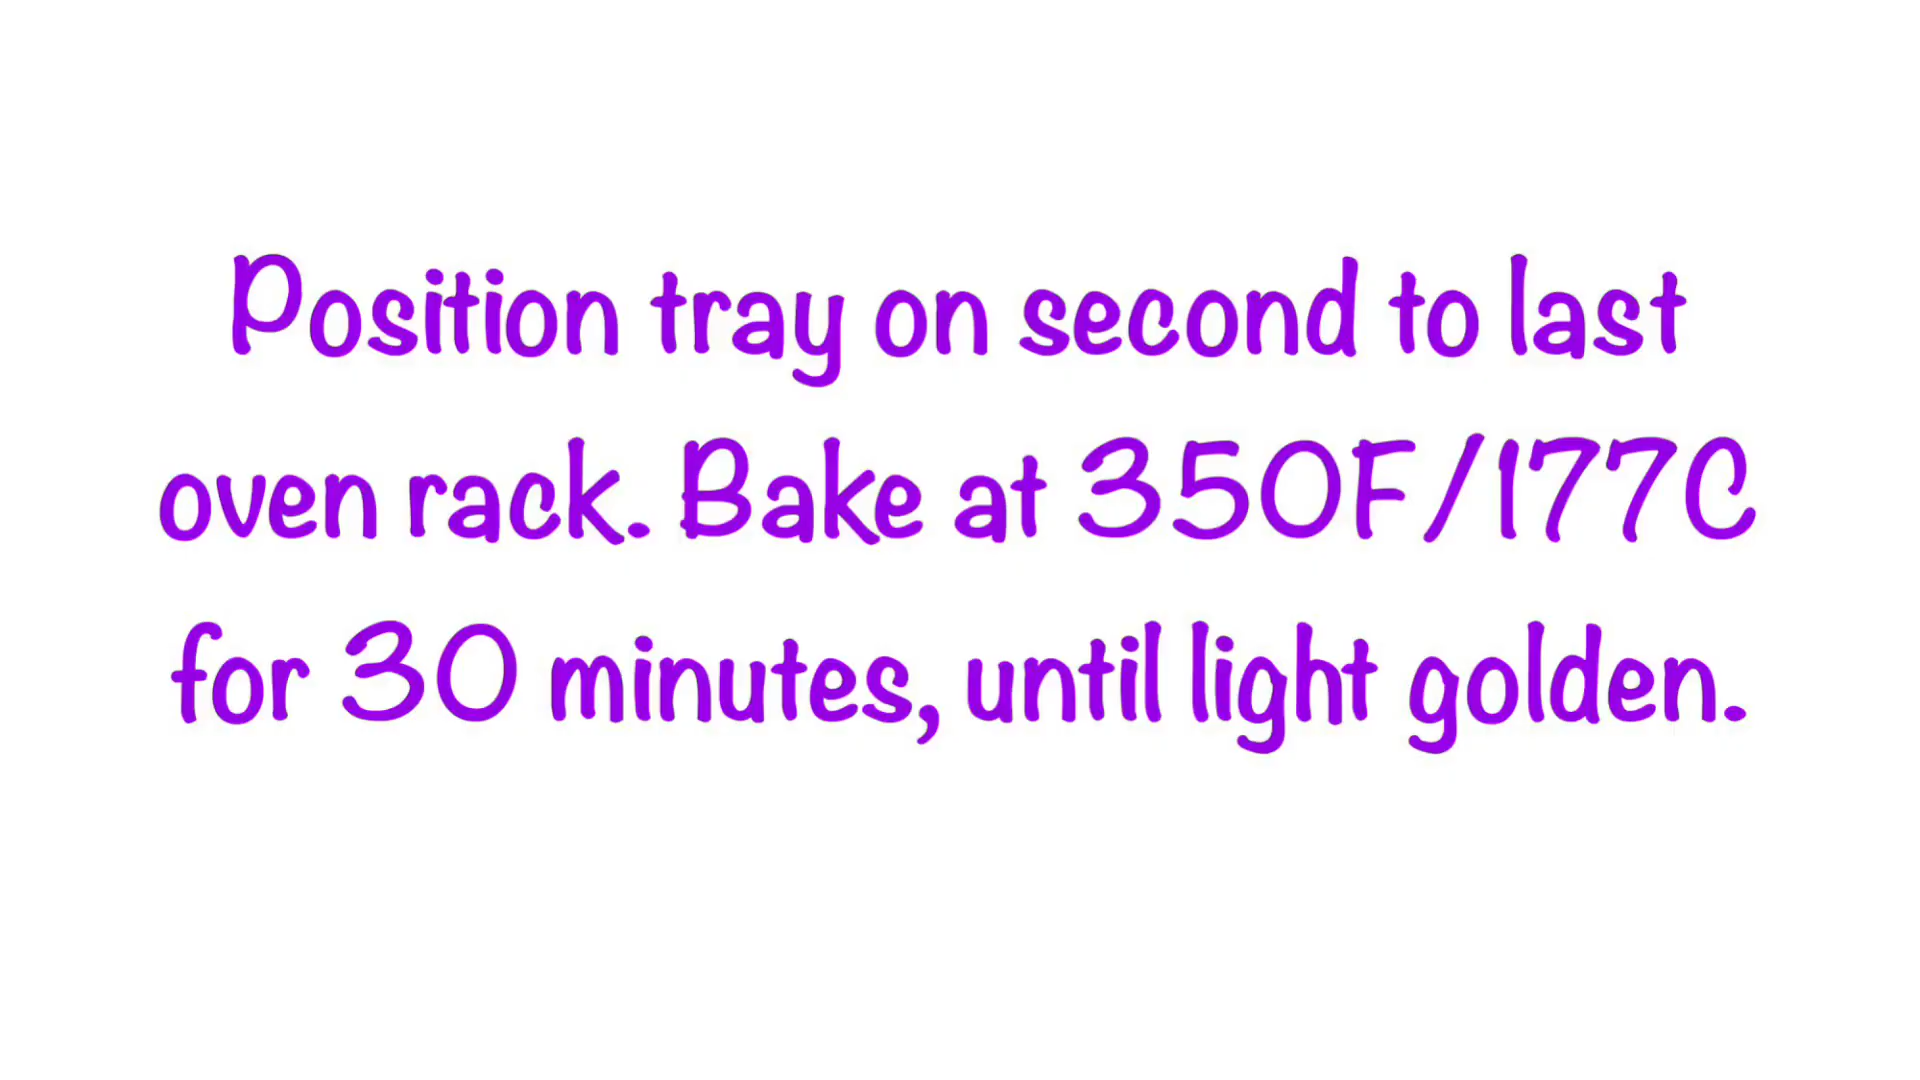 Position tray on second to last
oven rack. Bake at 350F/177C
for 30 minutes, until light golden.